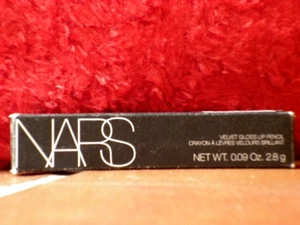 NARS
VELVET GLOSS LIP PENCIL
CRAYON À LÈVRES VELOURS BRILLANT
NET WT. 0.09 Oz. 2.8 g